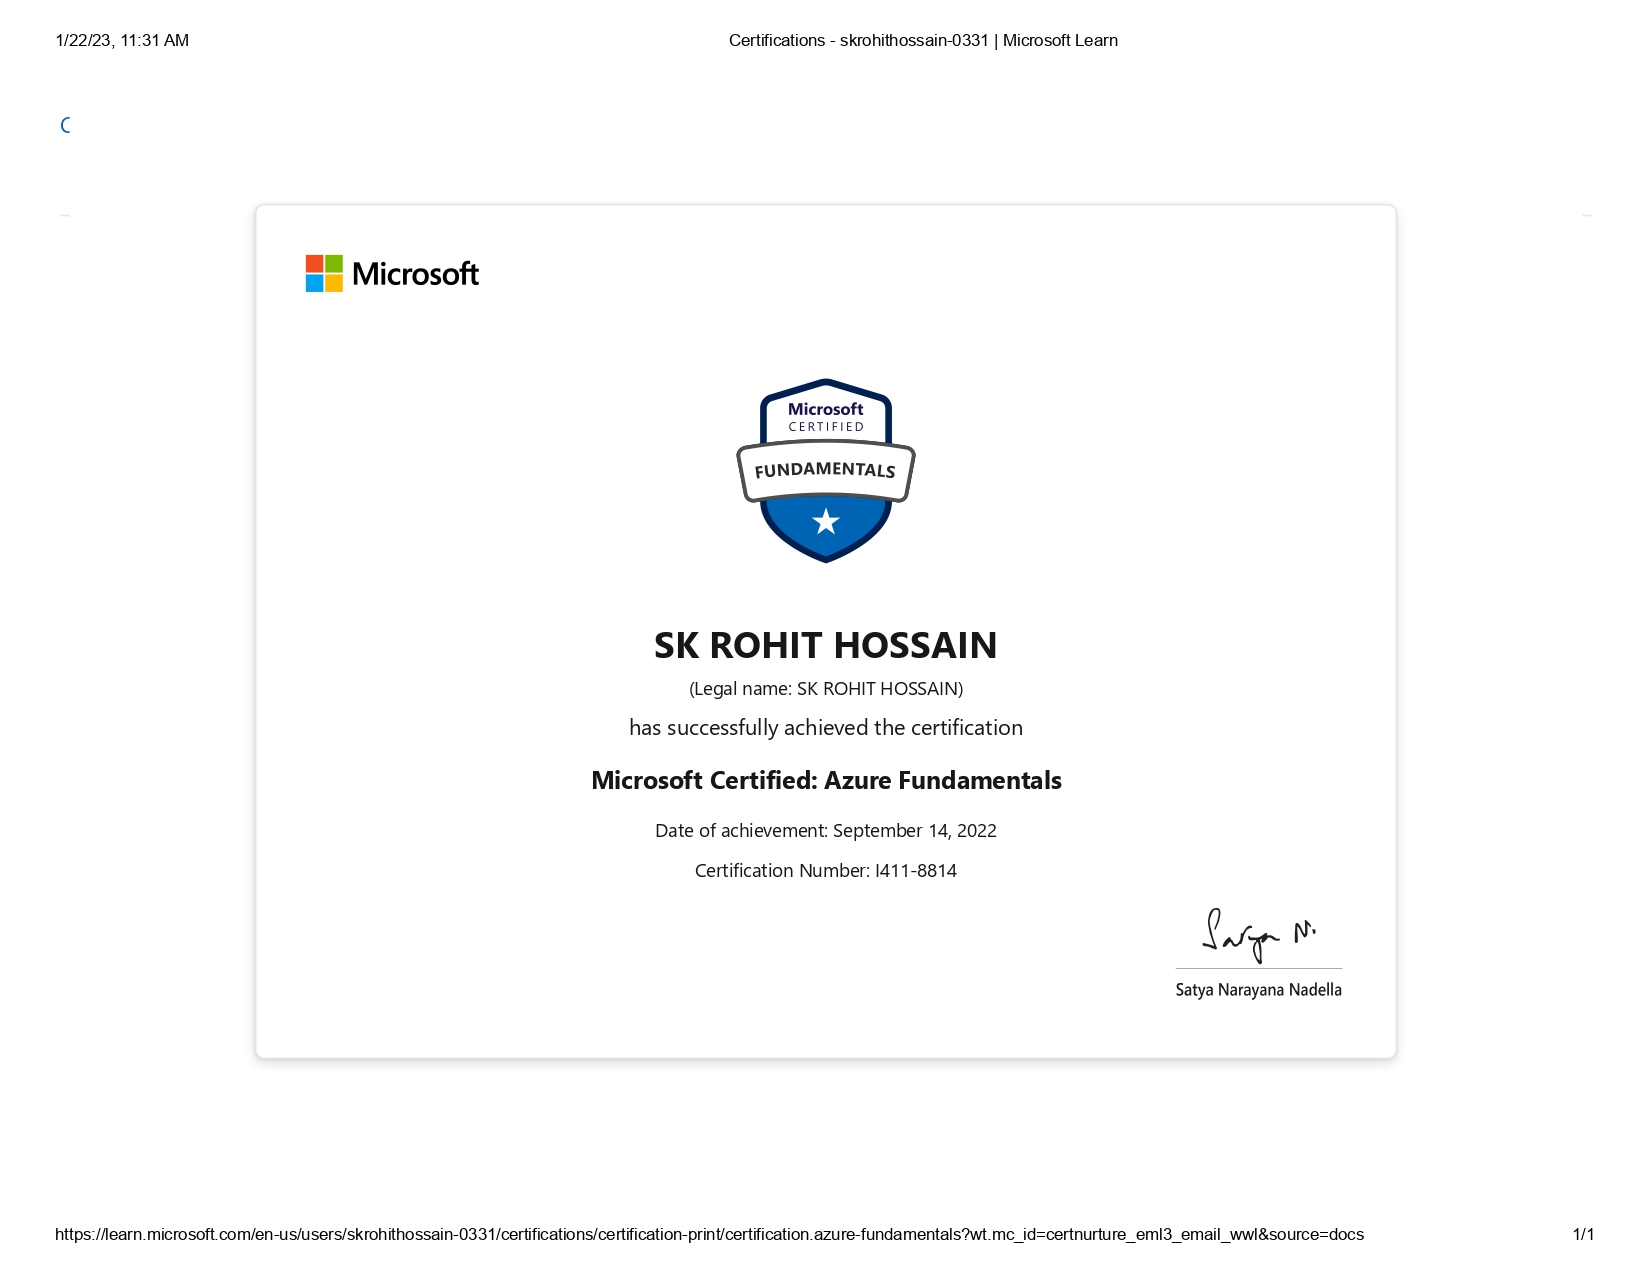 1/22/23, 11:31 AM Certifications - skrohithossain-0331 | Microsoft Learn
C
Microsoft
Microsoft
CERTIFIED
FUNDAMENTALS
SK ROHIT HOSSAIN
(Legal name: SK ROHIT HOSSAIN)
has successfully achieved the certification
Microsoft Certified: Azure Fundamentals
Date of achievement: September 14, 2022
Certification Number: I411-8814
Satya N.
Satya Narayana Nadella
https://learn.microsoft.com/en-us/users/skrohithossain-0331/certifications/certification-print/certification.azure-fundamentals?wt.mc_id=certnurture_eml3_email_wwl&source=docs 1/1